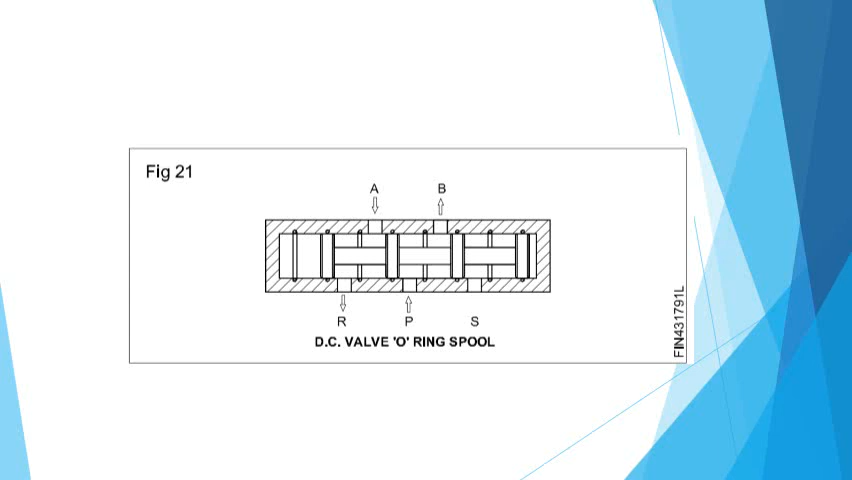 Fig 21
A B
R P S
D.C. VALVE 'O' RING SPOOL
FIN431791L